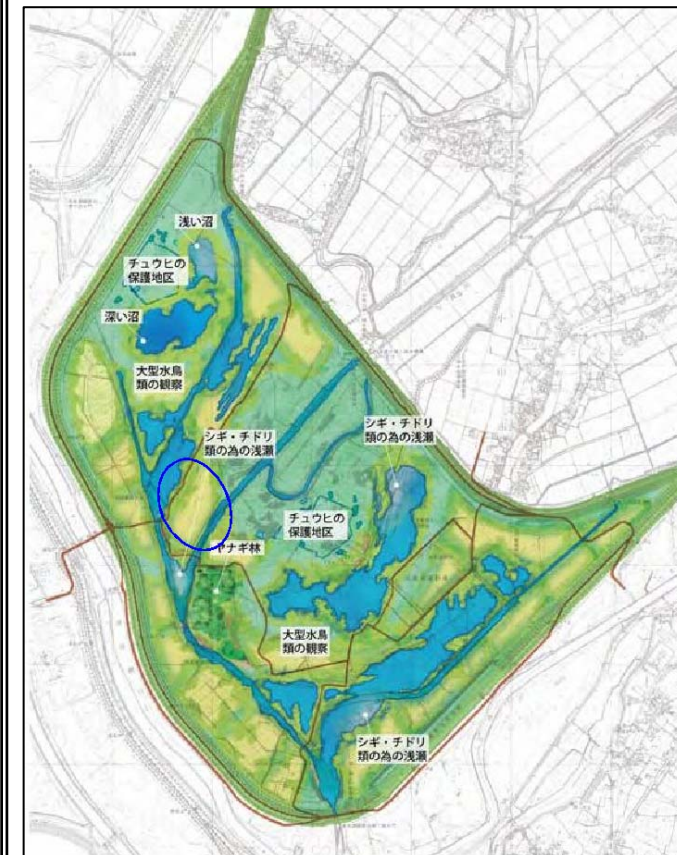 浅い沼
チュウヒの
保護地区
深い沼
大型水鳥
類の観察
シギ・チドリ
類の為の浅瀬
シギ・チドリ
類の為の浅瀬
チュウヒの
保護地区
ヤナギ林
大型水鳥
類の観察
シギ・チドリ
類の為の浅瀬